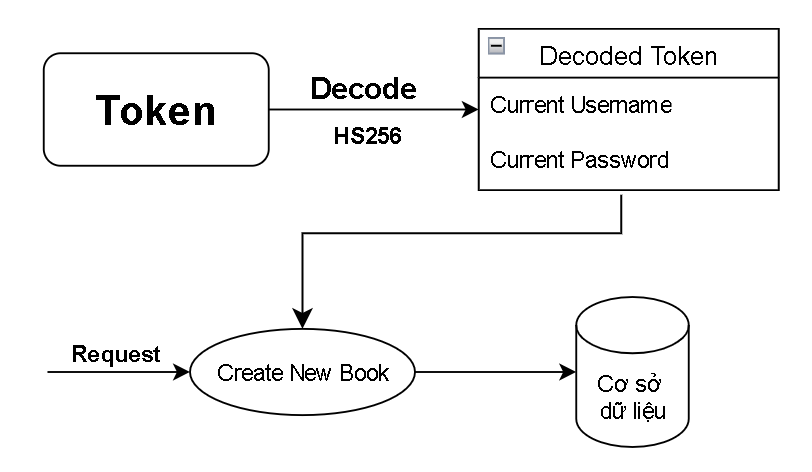 Token
Decode
HS256
Decoded Token
Current Username
Current Password
Request
Create New Book
Cơ sở
dữ liệu